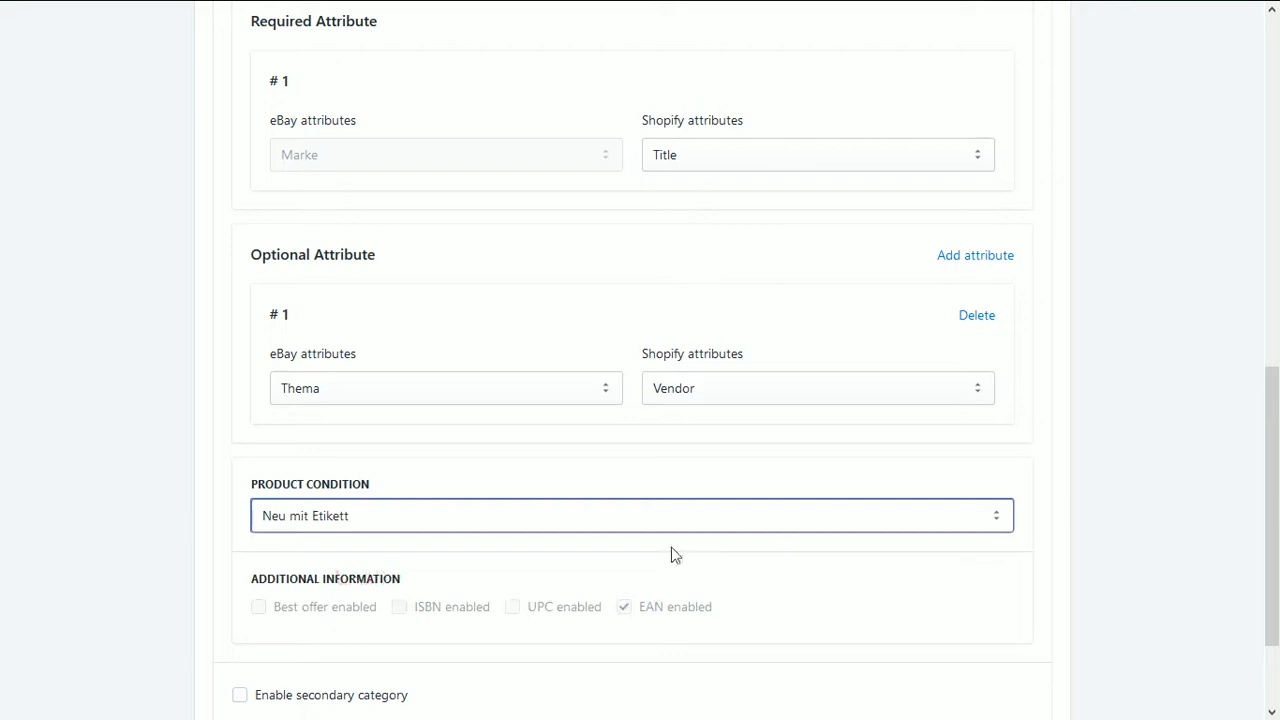 Required Attribute
# 1
eBay attributes Shopify attributes
Marke Title
Optional Attribute Add attribute
# 1 Delete
eBay attributes Shopify attributes
Thema Vendor
PRODUCT CONDITION
Neu mit Etikett
ADDITIONAL INFORMATION
Best offer enabled ISBN enabled UPC enabled EAN enabled
Enable secondary category